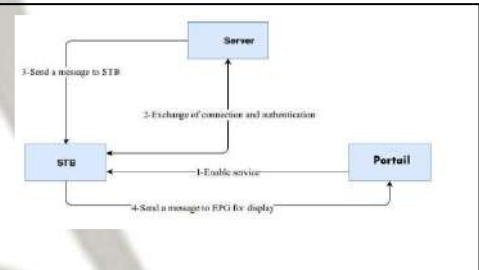 Server
3-Send a message to STB
2-Exchange of connection and authentication
STB
Portail
1-Enable service
4-Send a message to EPG for display